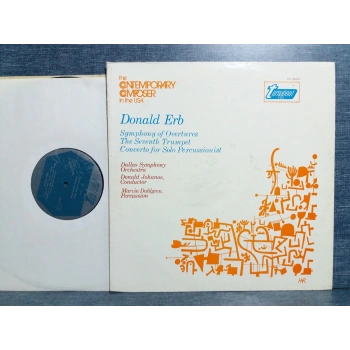 the
CONTEMPORARY
COMPOSER
in the USA
turnabout
Donald Erb
Symphony of Overtures
The Seventh Trumpet
Concerto for Solo Percussionist
Dallas Symphony
Orchestra
Donald Johanos,
Conductor
Marvin Dahlgren,
Percussion